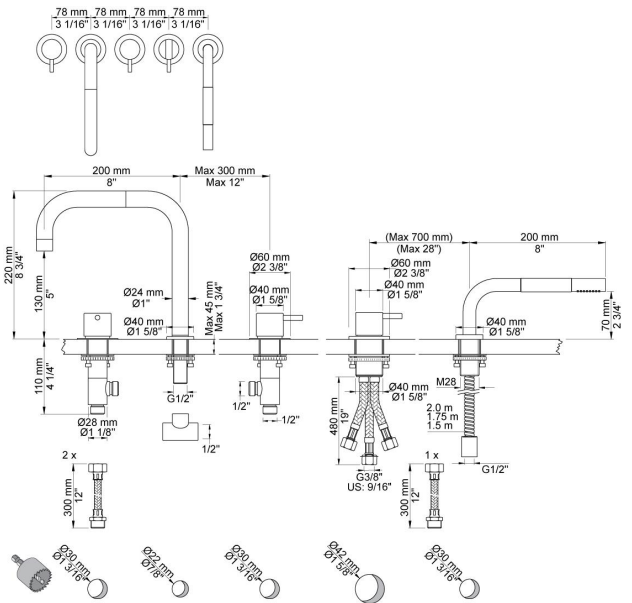 78 mm 78 mm 78 mm 78 mm
3 1/16" 3 1/16" 3 1/16" 3 1/16"
200 mm
8"
Max 300 mm
Max 12"
(Max 700 mm)
(Max 28")
200 mm
8"
220 mm
8 3/4"
130 mm
5"
Ø24 mm
Ø1"
Ø40 mm
Ø1 5/8"
Max 45 mm
Max 1 3/4"
Ø60 mm
Ø2 3/8"
Ø40 mm
Ø1 5/8"
Ø60 mm
Ø2 3/8"
Ø40 mm
Ø1 5/8"
Ø40 mm
Ø1 5/8"
70 mm
2 3/4"
110 mm
4 1/4"
Ø28 mm
Ø1 1/8"
G1/2"
1/2"
1/2"
1/2"
480 mm
19"
Ø40 mm
Ø1 5/8"
G3/8"
US: 9/16"
M28
2.0 m
1.75 m
1.5 m
G1/2"
2 x
300 mm
12"
1 x
300 mm
12"
Ø30 mm
Ø1 3/16"
Ø22 mm
Ø7/8"
Ø30 mm
Ø1 3/16"
Ø42 mm
Ø1 5/8"
Ø30 mm
Ø1 3/16"